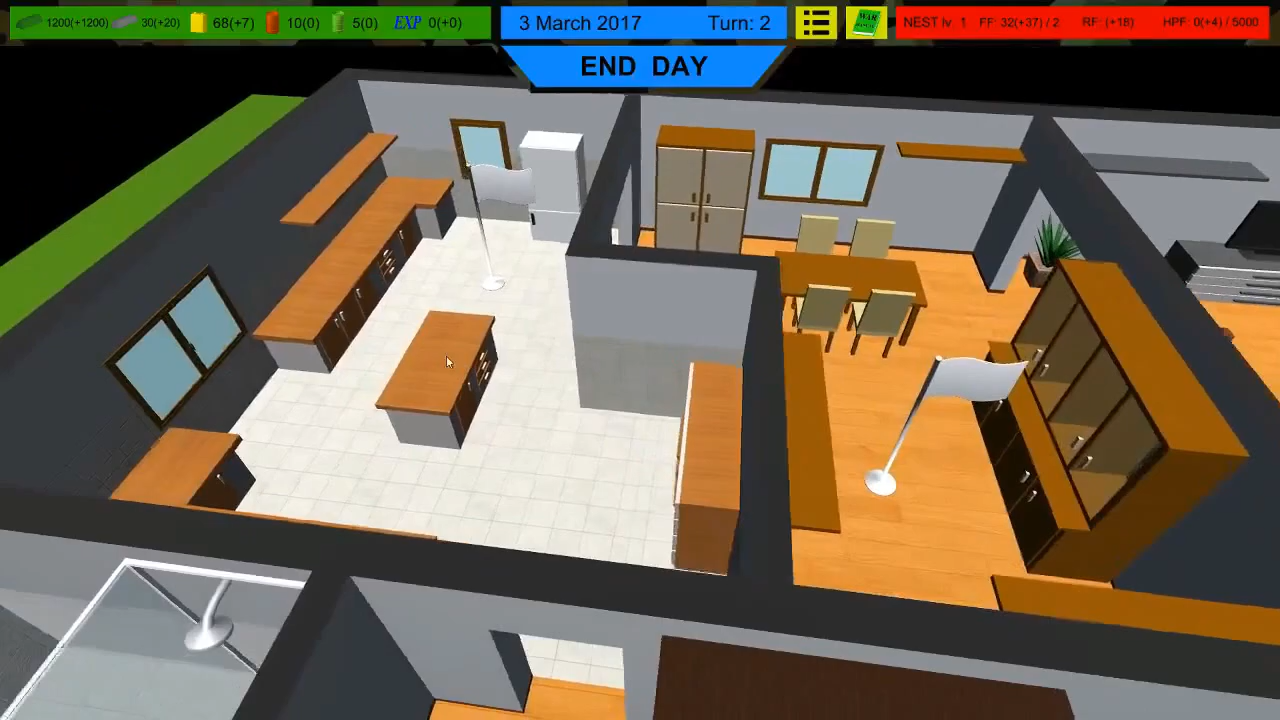 1200(+1200) 30(+20) 68(+7) 10(0) 5(0) EXP 0(+0)
3 March 2017 Turn: 2
WAR
NEST lv. 1 FF: 32(+37) / 2 RF: (+18) HPF: 0(+4) / 5000
END DAY